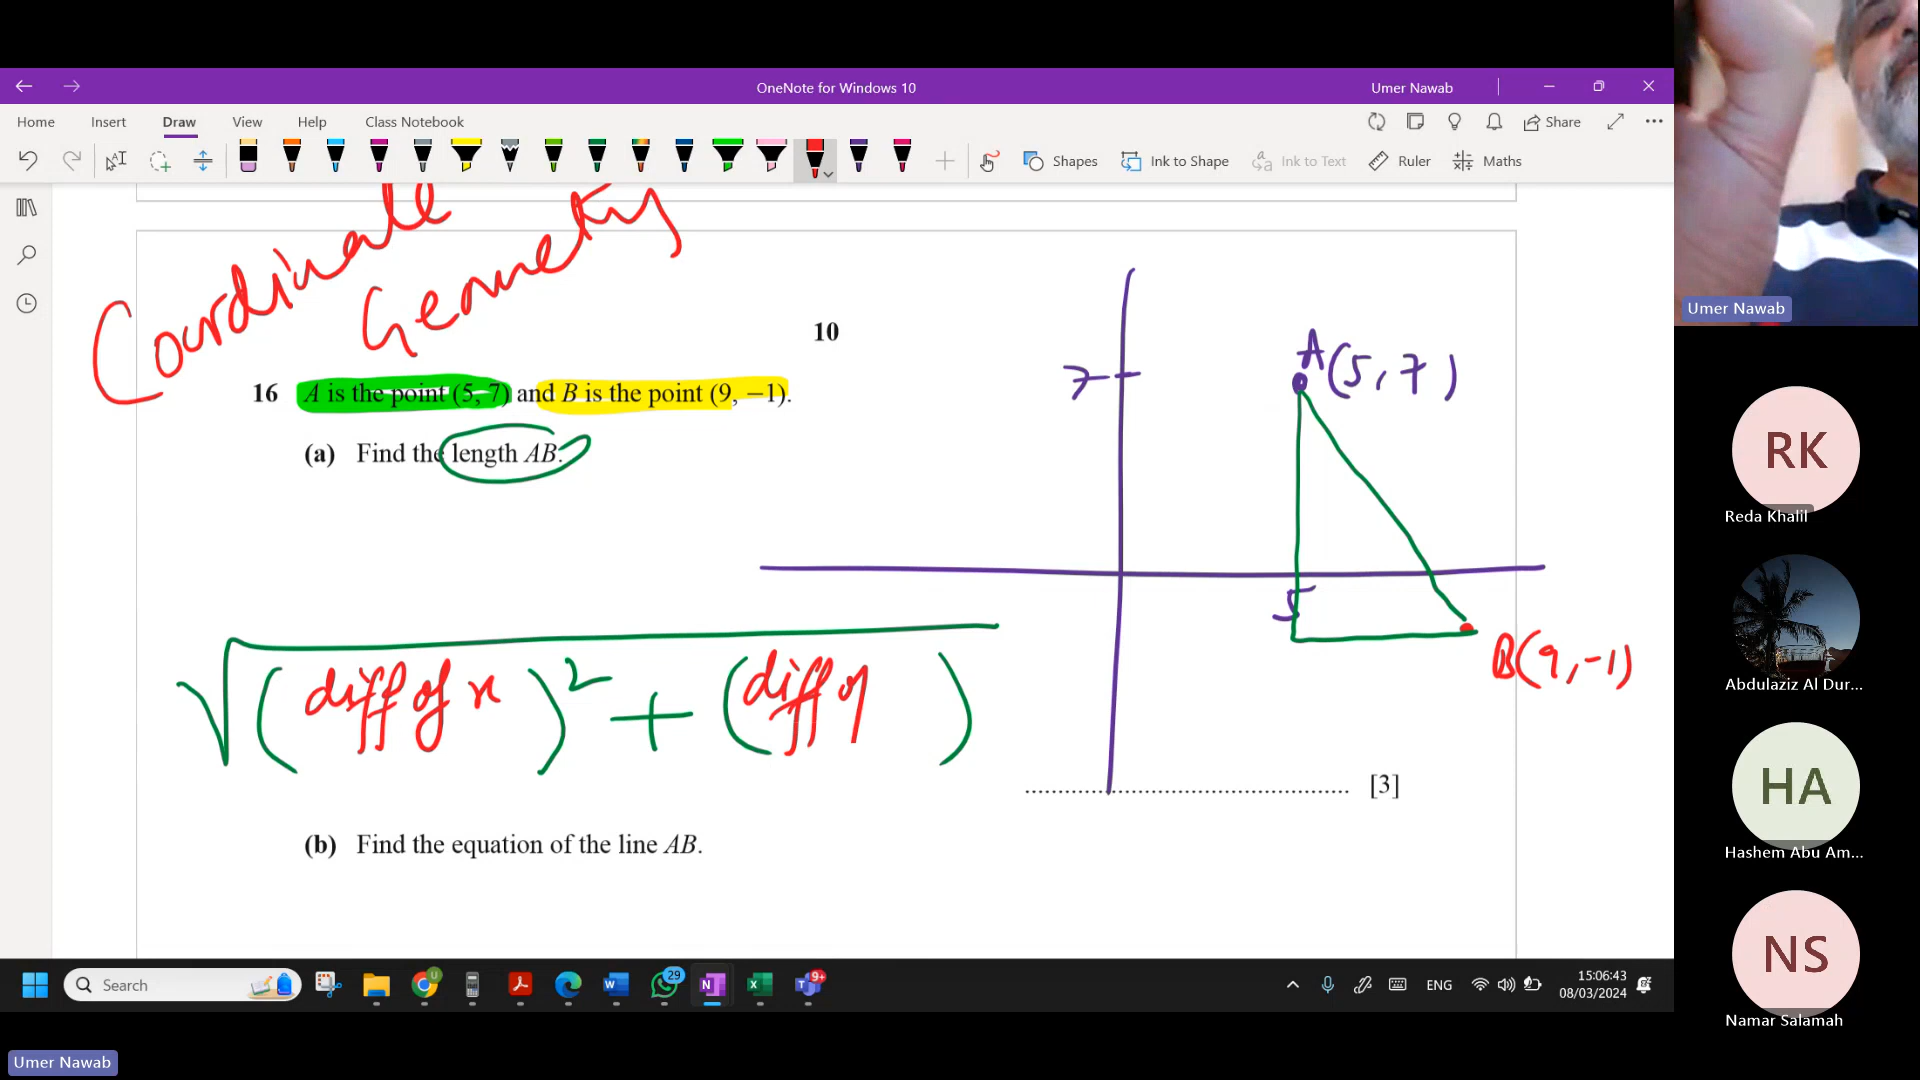 OneNote for Windows 10
Umer Nawab
Home Insert Draw View Help Class Notebook
Share
Shapes Ink to Shape Ink to Text Ruler Maths
Coordinate
Geometry
10
16 A is the point (5, 7) and B is the point (9, −1).
(a) Find the length AB.
7
A(5,7)
5
B(9,-1)
√(diff of x)² + (diff of )
[3]
(b) Find the equation of the line AB.
Umer Nawab
RK
Reda Khalil
Abdulaziz Al Dur...
HA
Hashem Abu Am...
NS
Namar Salamah
Search
29
9+
ENG
15:06:43
08/03/2024
Umer Nawab